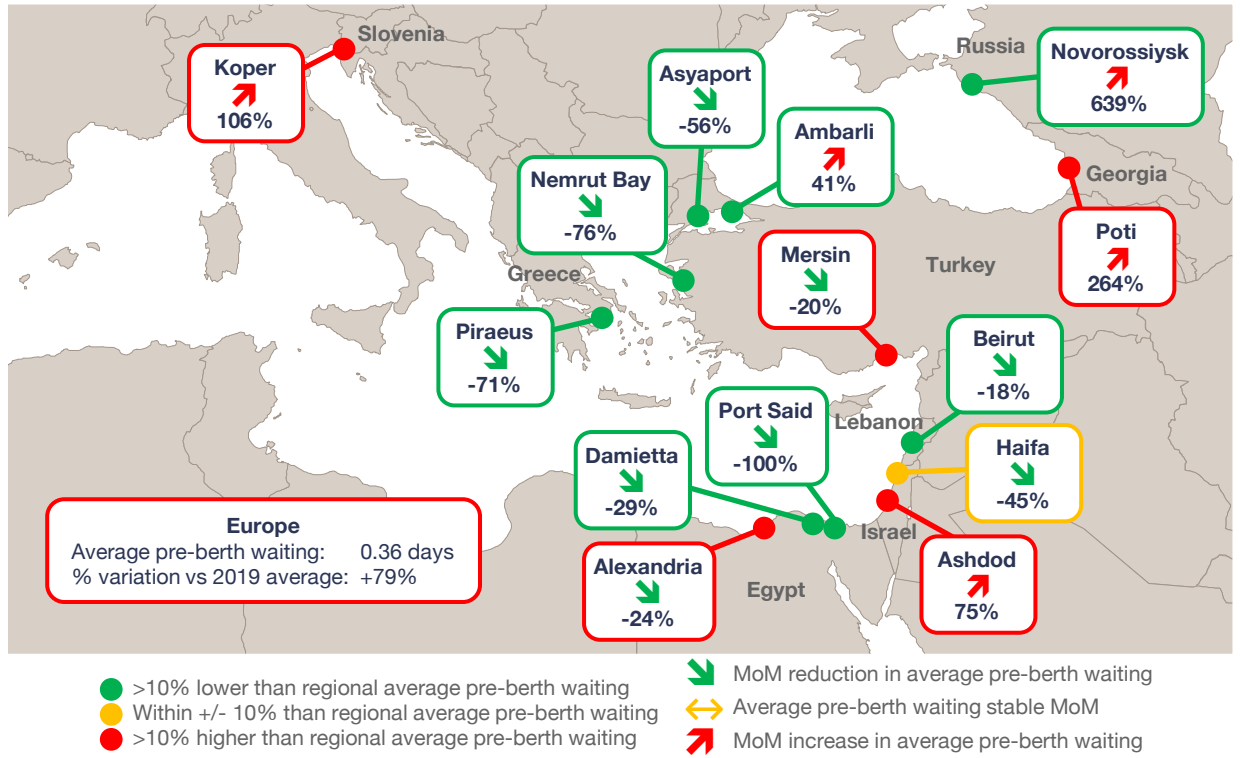 Slovenia
Koper
106%
Asyaport
-56%
Ambarli
41%
Russia
Novorossiysk
639%
Georgia
Poti
264%
Nemrut Bay
-76%
Greece
Mersin
-20%
Turkey
Piraeus
-71%
Beirut
-18%
Port Said
-100%
Lebanon
Damietta
-29%
Haifa
-45%
Israel
Alexandria
-24%
Egypt
Ashdod
75%
Europe
Average pre-berth waiting: 0.36 days
% variation vs 2019 average: +79%
>10% lower than regional average pre-berth waiting
Within +/- 10% than regional average pre-berth waiting
>10% higher than regional average pre-berth waiting
MoM reduction in average pre-berth waiting
Average pre-berth waiting stable MoM
MoM increase in average pre-berth waiting